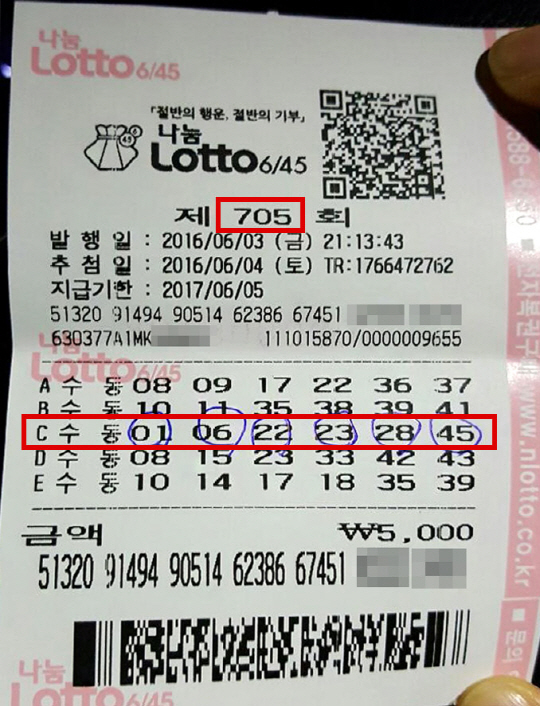 나눔
Lotto 6/45
「절반의 행운, 절반의 기부」
나눔
Lotto 6/45
제 705 회
발 행 일 : 2016/06/03 (금) 21:13:43
추 첨 일 : 2016/06/04 (토) TR:1766472762
지급기한 : 2017/06/05
51320 91494 90514 62386 67451
630377A1MK 111015870/0000009655
나눔
Lotto 6/45
A 수 동 08 09 17 22 36 37
B 수 동 10 11 35 38 39 41
C 수 동 01 06 22 23 28 45
D 수 동 08 15 23 33 42 43
E 수 동 10 14 17 18 35 39
금액 ₩5,000
51320 91494 90514 62386 67451
나눔
Lotto 6/45
www.nlotto.co.kr